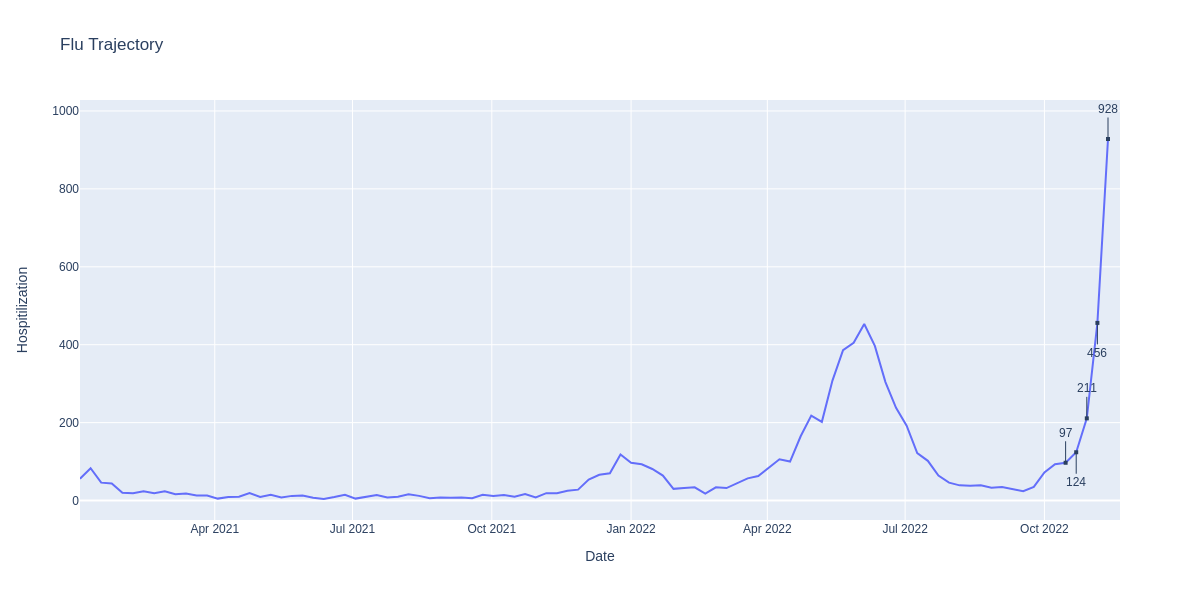 Flu Trajectory
1000
800
600
400
200
0
Hospitilization
928
456
211
97
124
Apr 2021
Jul 2021
Oct 2021
Jan 2022
Apr 2022
Jul 2022
Oct 2022
Date